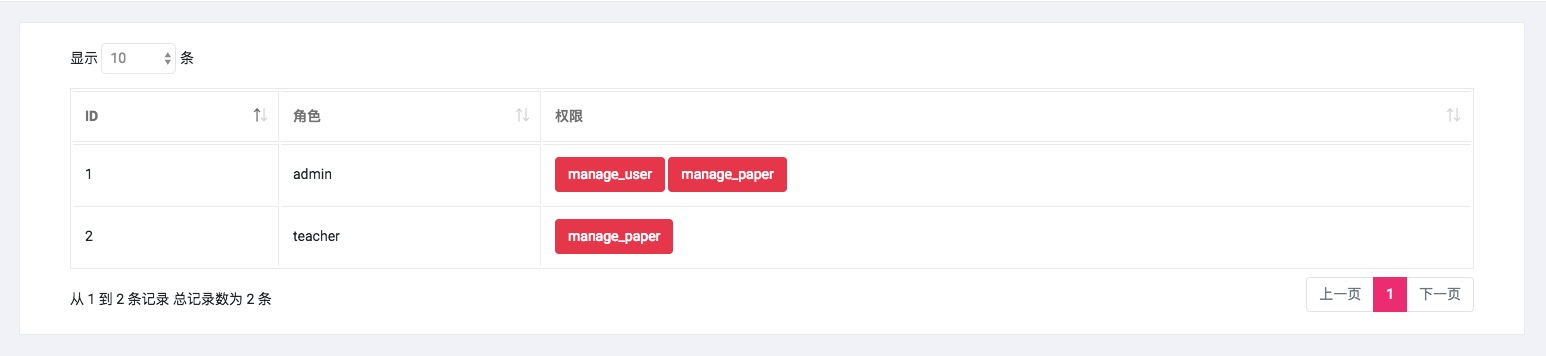 显示 10 条
ID 角色 权限
1 admin manage_user manage_paper
2 teacher manage_paper
从 1 到 2 条记录 总记录数为 2 条
上一页 1 下一页